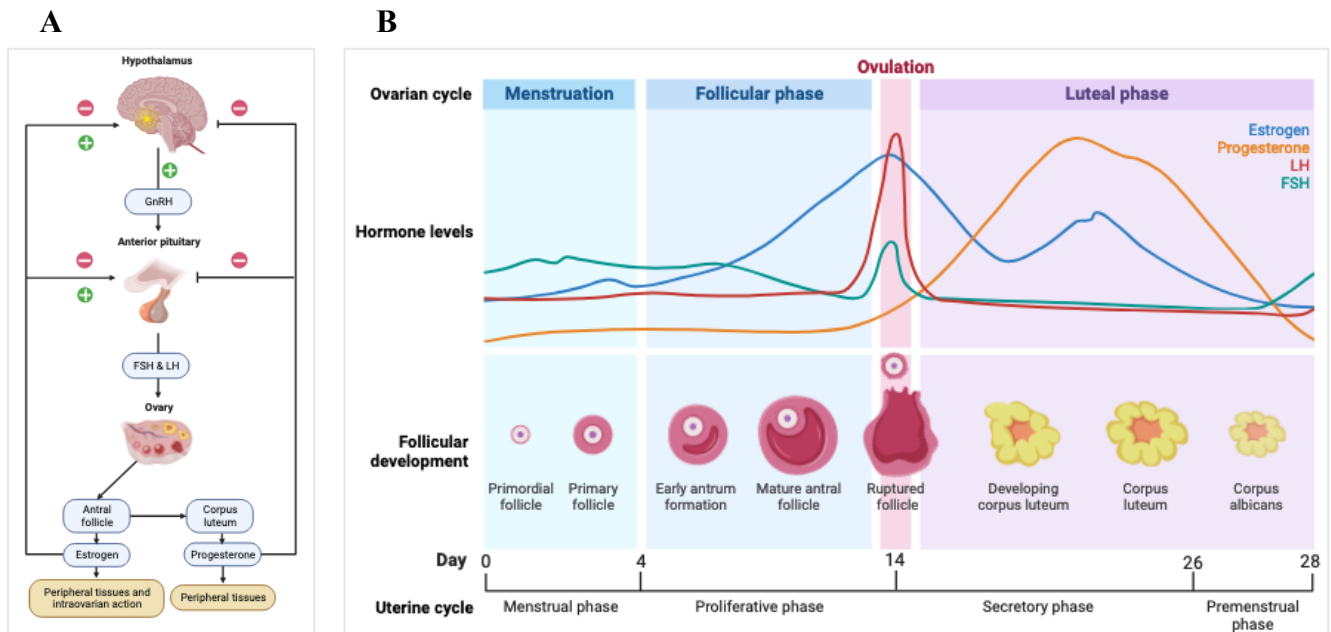 A
Hypothalamus
GnRH
Anterior pituitary
FSH & LH
Ovary
Antral
follicle
Corpus
luteum
Estrogen
Progesterone
Peripheral tissues and
intraovarian action
Peripheral tissues
B
Ovulation
Ovarian cycle
Menstruation
Follicular phase
Luteal phase
Estrogen
Progesterone
LH
FSH
Hormone levels
Follicular
development
Primordial
follicle
Primary
follicle
Early antrum
formation
Mature antral
follicle
Ruptured
follicle
Developing
corpus luteum
Corpus
luteum
Corpus
albicans
Day
0
4
14
26
28
Uterine cycle
Menstrual phase
Proliferative phase
Secretory phase
Premenstrual
phase